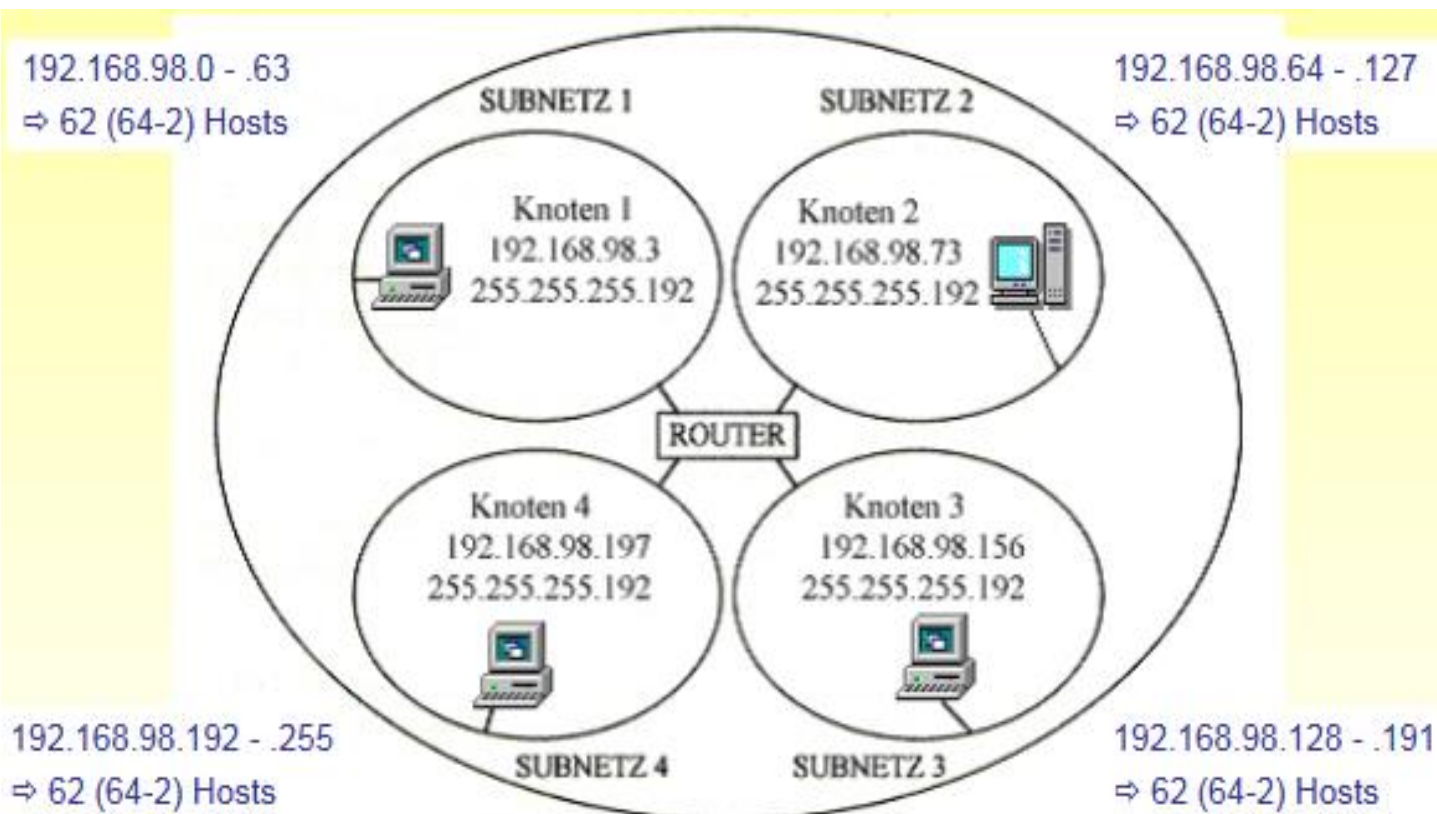 192.168.98.0 - .63
⇨ 62 (64-2) Hosts
192.168.98.64 - .127
⇨ 62 (64-2) Hosts
SUBNETZ 1
SUBNETZ 2
Knoten 1
192.168.98.3
255.255.255.192
Knoten 2
192.168.98.73
255.255.255.192
ROUTER
Knoten 4
192.168.98.197
255.255.255.192
Knoten 3
192.168.98.156
255.255.255.192
SUBNETZ 4
SUBNETZ 3
192.168.98.192 - .255
⇨ 62 (64-2) Hosts
192.168.98.128 - .191
⇨ 62 (64-2) Hosts